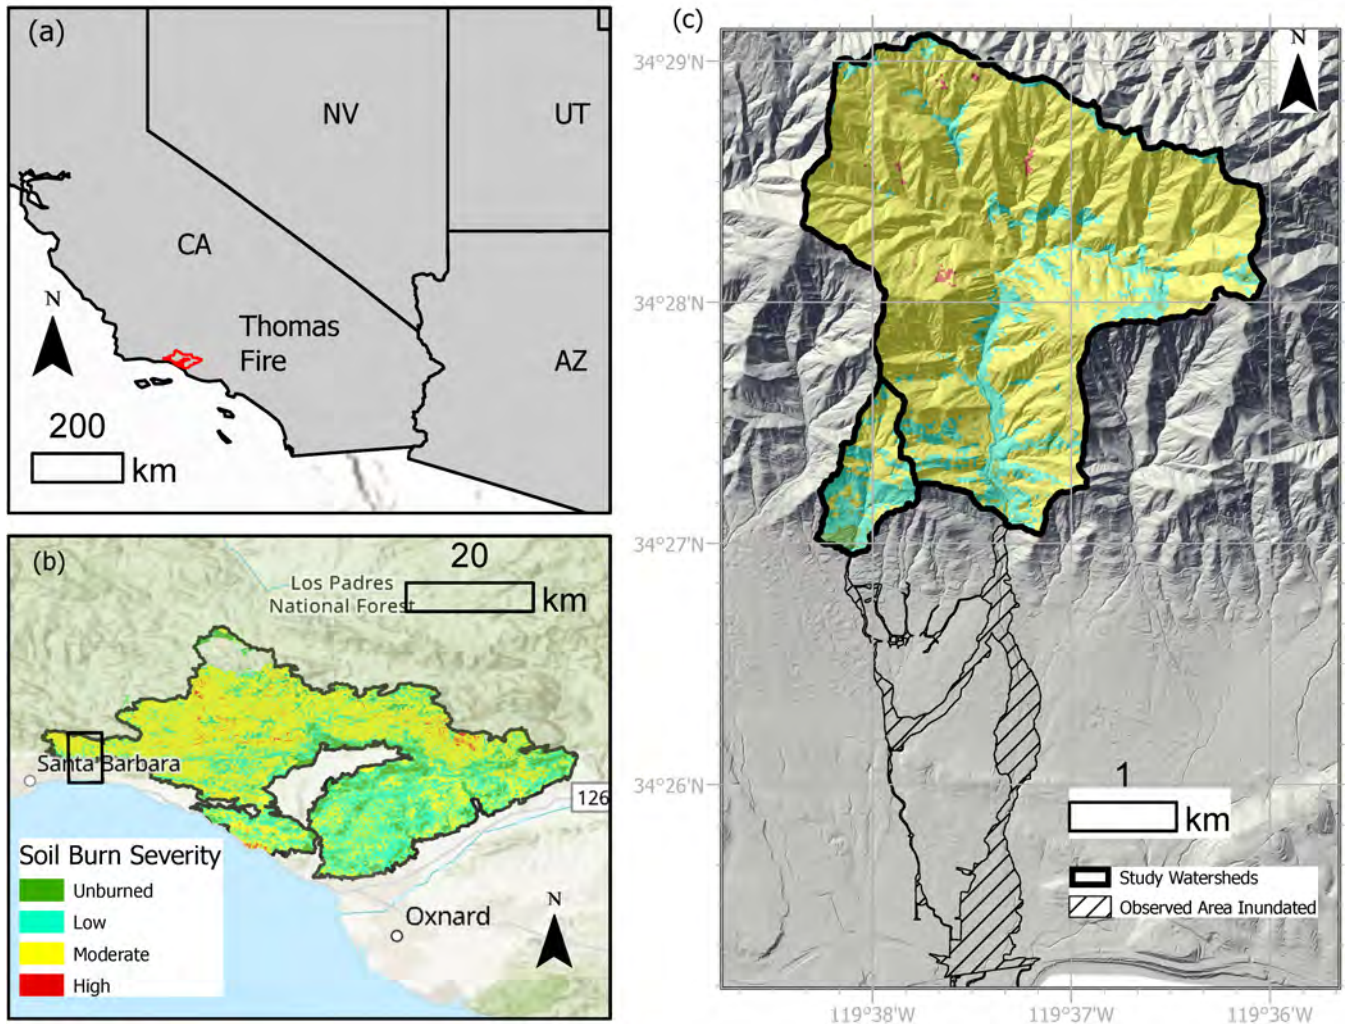 (a)
NV
UT
CA
N
Thomas
Fire
AZ
200
km
(b)
20
km
Los Padres
National Forest
Santa Barbara
126
Oxnard
N
Soil Burn Severity
Unburned
Low
Moderate
High
(c)
N
34°29'N
34°28'N
34°27'N
34°26'N
1
km
Study Watersheds
Observed Area Inundated
119°38'W
119°37'W
119°36'W